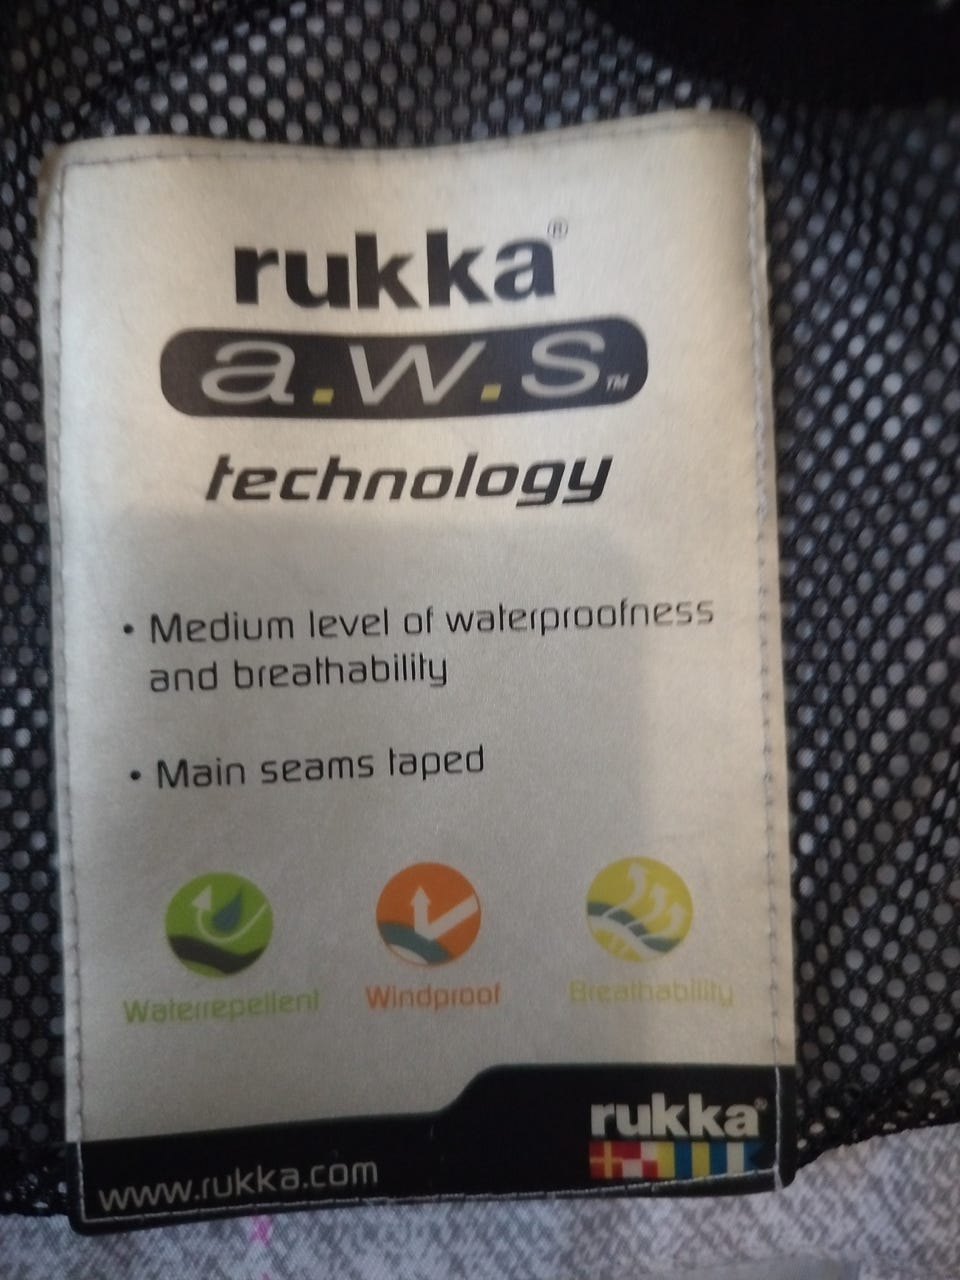 rukka®
a.w.s™
technology
• Medium level of waterproofness
and breathability
• Main seams taped
Waterrepellent Windproof Breathability
rukka®
www.rukka.com